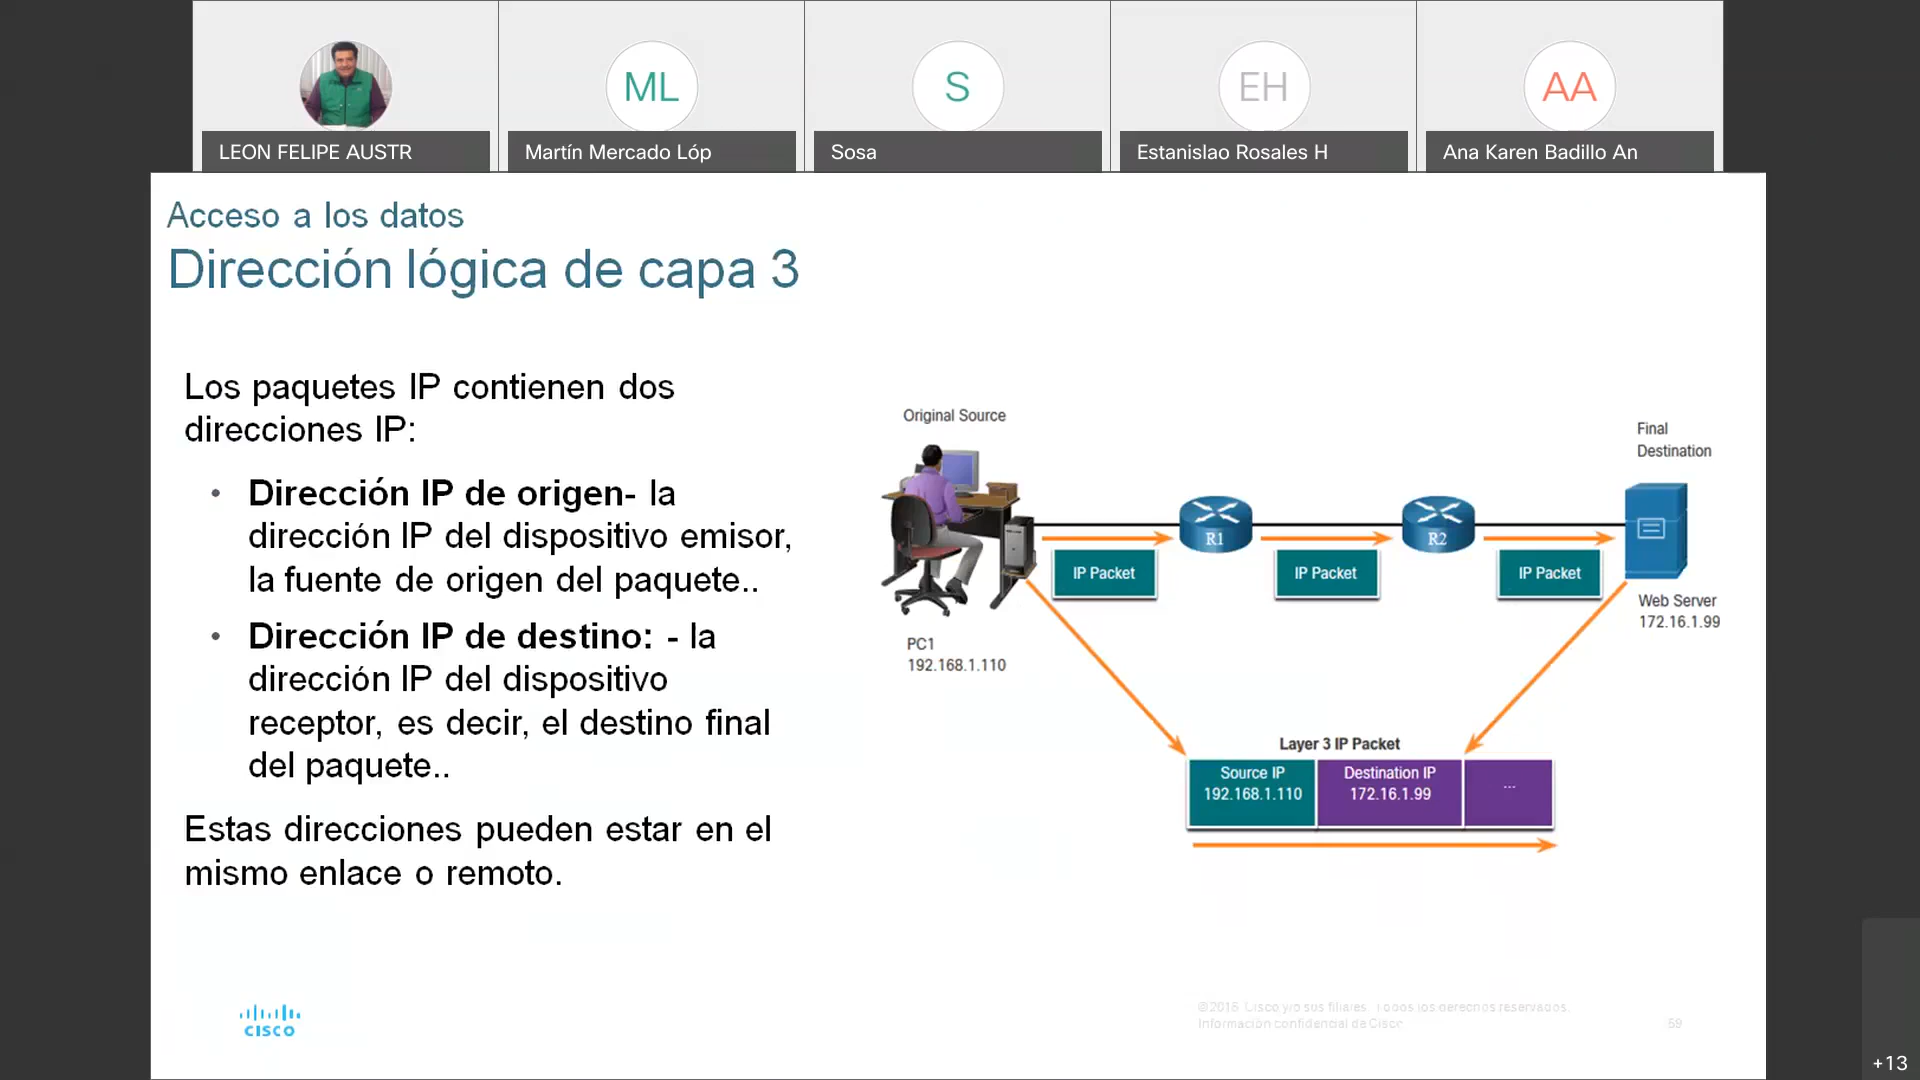 ML
S
EH
AA
LEON FELIPE AUSTR
Martín Mercado Lóp
Sosa
Estanislao Rosales H
Ana Karen Badillo An
Acceso a los datos
Dirección lógica de capa 3
Los paquetes IP contienen dos
direcciones IP:
• Dirección IP de origen- la
dirección IP del dispositivo emisor,
la fuente de origen del paquete..
• Dirección IP de destino: - la
dirección IP del dispositivo
receptor, es decir, el destino final
del paquete..
Estas direcciones pueden estar en el
mismo enlace o remoto.
Original Source
Final
Destination
R1
R2
IP Packet
IP Packet
IP Packet
Web Server
172.16.1.99
PC1
192.168.1.110
Layer 3 IP Packet
Source IP
192.168.1.110
Destination IP
172.16.1.99
...
CISCO
Cisco y/o sus filiales. Todos los derechos reservados.
Información confidencial de Cisco
59
+13